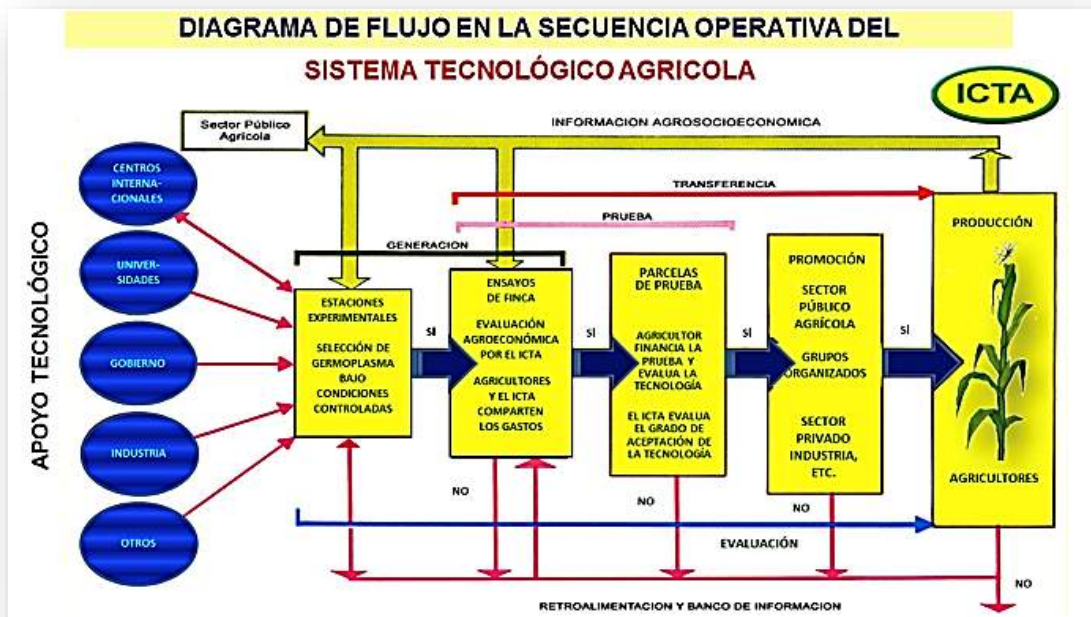 DIAGRAMA DE FLUJO EN LA SECUENCIA OPERATIVA DEL
SISTEMA TECNOLÓGICO AGRICOLA
ICTA
Sector Público
Agrícola
INFORMACION AGROSOCIOECONOMICA
APOYO TECNOLÓGICO
CENTROS
INTERNA-
CIONALES
UNIVER-
SIDADES
GOBIERNO
INDUSTRIA
OTROS
TRANSFERENCIA
PRUEBA
GENERACION
ESTACIONES
EXPERIMENTALES
SELECCIÓN DE
GERMOPLASMA
BAJO
CONDICIONES
CONTROLADAS
SI
ENSAYOS
DE FINCA
EVALUACIÓN
AGROECONÓMICA
POR EL ICTA
AGRICULTORES
Y EL ICTA
COMPARTEN
LOS GASTOS
SÍ
PARCELAS
DE PRUEBA
AGRICULTOR
FINANCIA LA
PRUEBA Y
EVALUA LA
TECNOLOGÍA
EL ICTA EVALUA
EL GRADO DE
ACEPTACIÓN DE
LA TECNOLOGÍA
SÍ
PROMOCIÓN
SECTOR
PÚBLICO
AGRÍCOLA
GRUPOS
ORGANIZADOS
SECTOR
PRIVADO
INDUSTRIA,
ETC.
SÍ
PRODUCCIÓN
AGRICULTORES
NO
NO
NO
NO
EVALUACIÓN
RETROALIMENTACION Y BANCO DE INFORMACION